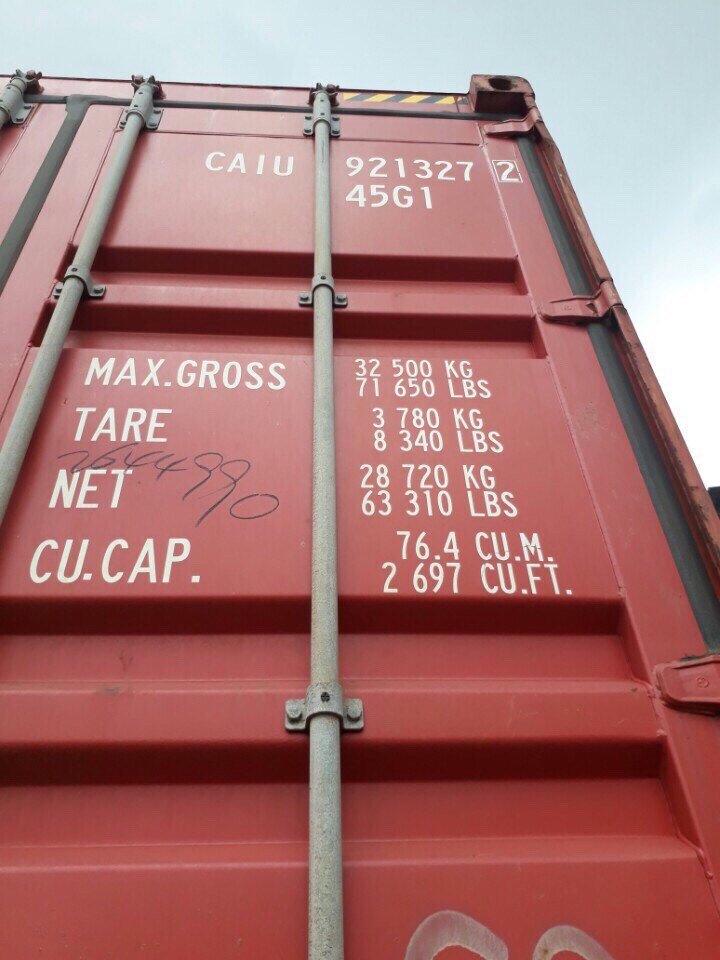 CAIU 921327 2
45G1
MAX.GROSS 32 500 KG
71 650 LBS
TARE 3 780 KG
8 340 LBS
NET 28 720 KG
63 310 LBS
CU.CAP. 76.4 CU.M.
2 697 CU.FT.